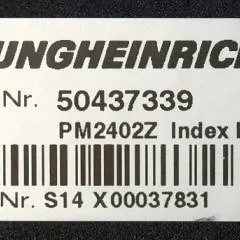 UNGHEINRICH
Nr. 50437339
PM2402Z Index
Nr. S14 X00037831